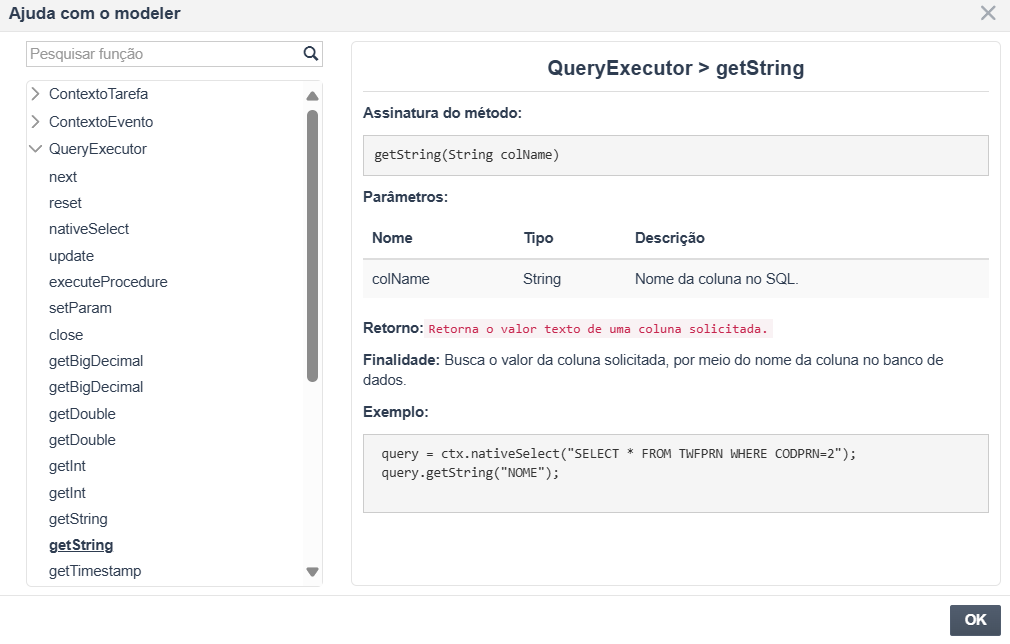 Ajuda com o modeler
Pesquisar função
ContextoTarefa
ContextoEvento
QueryExecutor
next
reset
nativeSelect
update
executeProcedure
setParam
close
getBigDecimal
getBigDecimal
getDouble
getDouble
getInt
getInt
getString
getString
getTimestamp
QueryExecutor > getString
Assinatura do método:
getString(String colName)
Parâmetros:
Nome Tipo Descrição
colName String Nome da coluna no SQL.
Retorno: Retorna o valor texto de uma coluna solicitada.
Finalidade: Busca o valor da coluna solicitada, por meio do nome da coluna no banco de
dados.
Exemplo:
query = ctx.nativeSelect("SELECT * FROM TWFPRN WHERE CODPRN=2");
query.getString("NOME");
OK